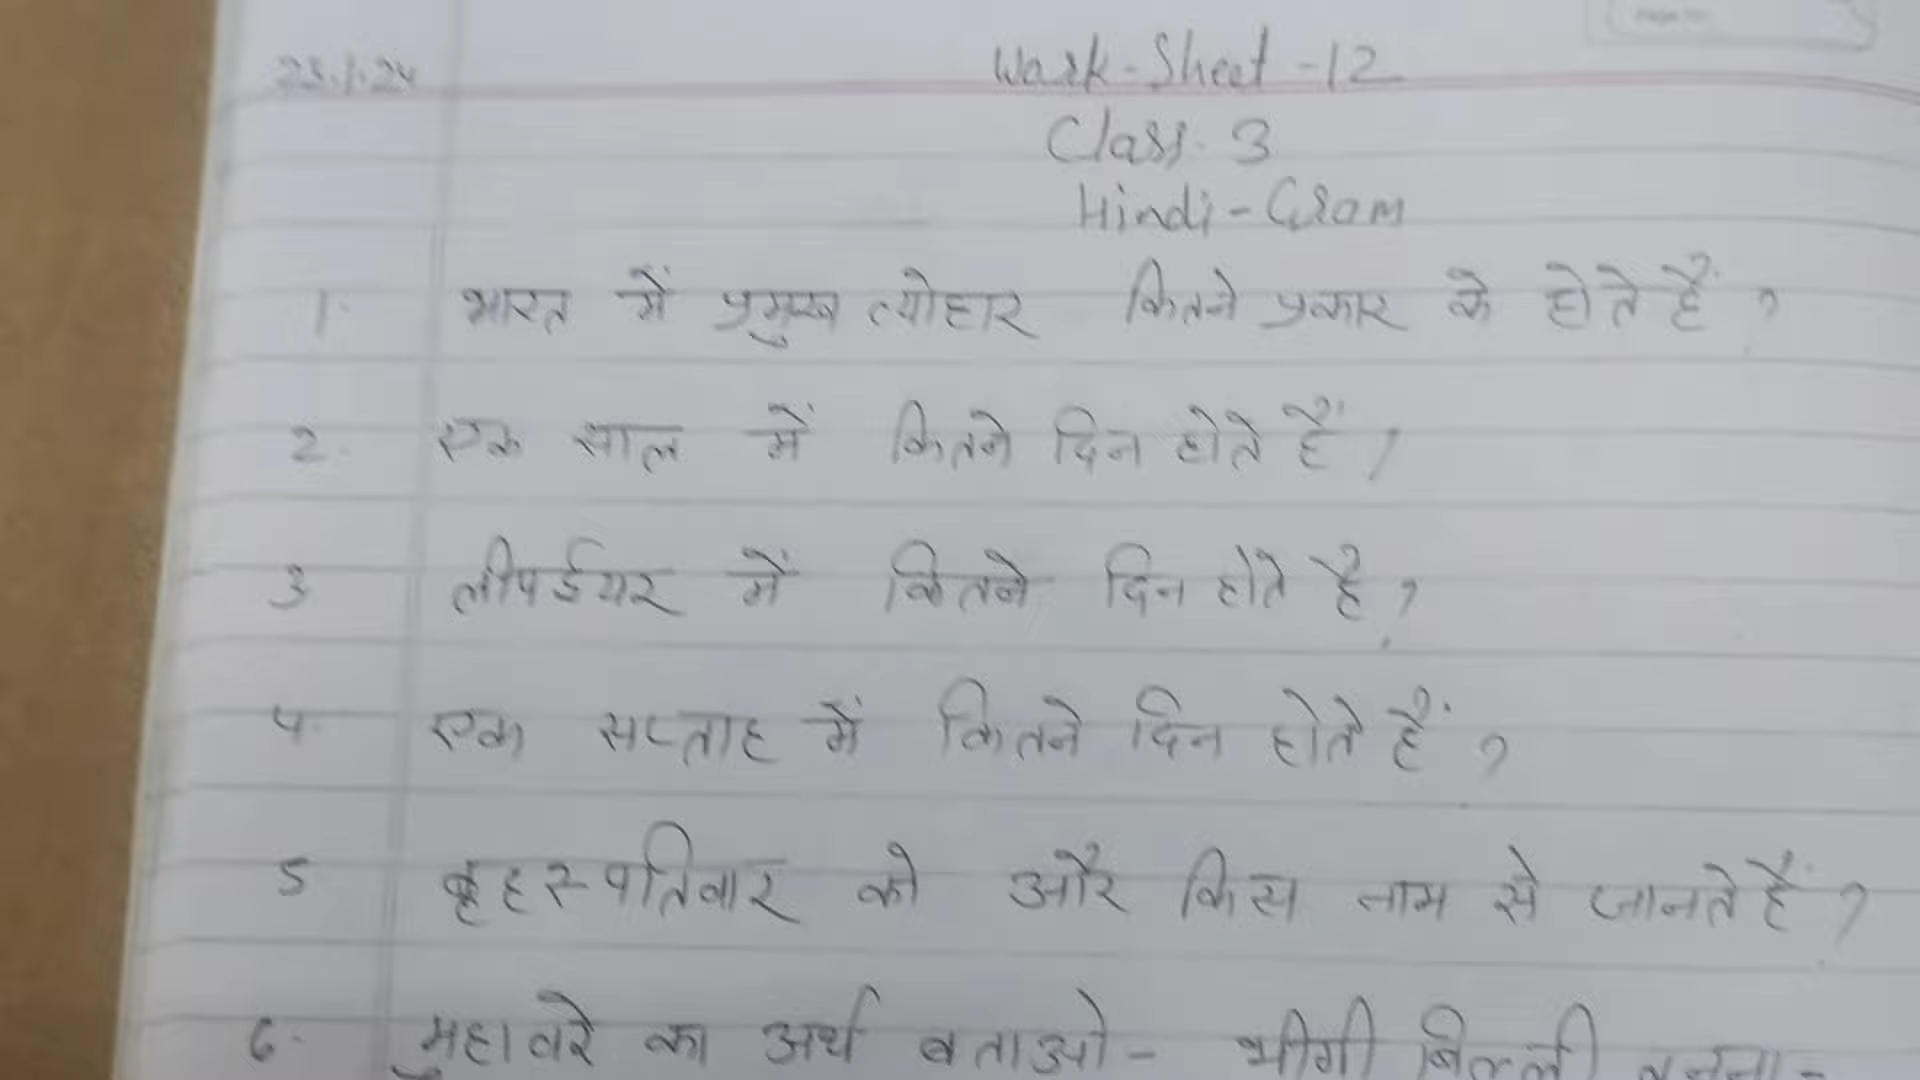 23.1.24
Work-Sheet-12
Class. 3
Hindi-Gram
1. भारत में प्रमुख त्योहार कितने प्रकार के होते हैं ?
2. एक साल में कितने दिन होते हैं ?
3 लीपईयर में कितने दिन होते है ?
4. एक सप्ताह में कितने दिन होते हैं ?
5 बृहस्पतिवार को और किस नाम से जानते हैं ?
6. मुहावरे का अर्थ बताओ - भीगी बिल्ली बनना -